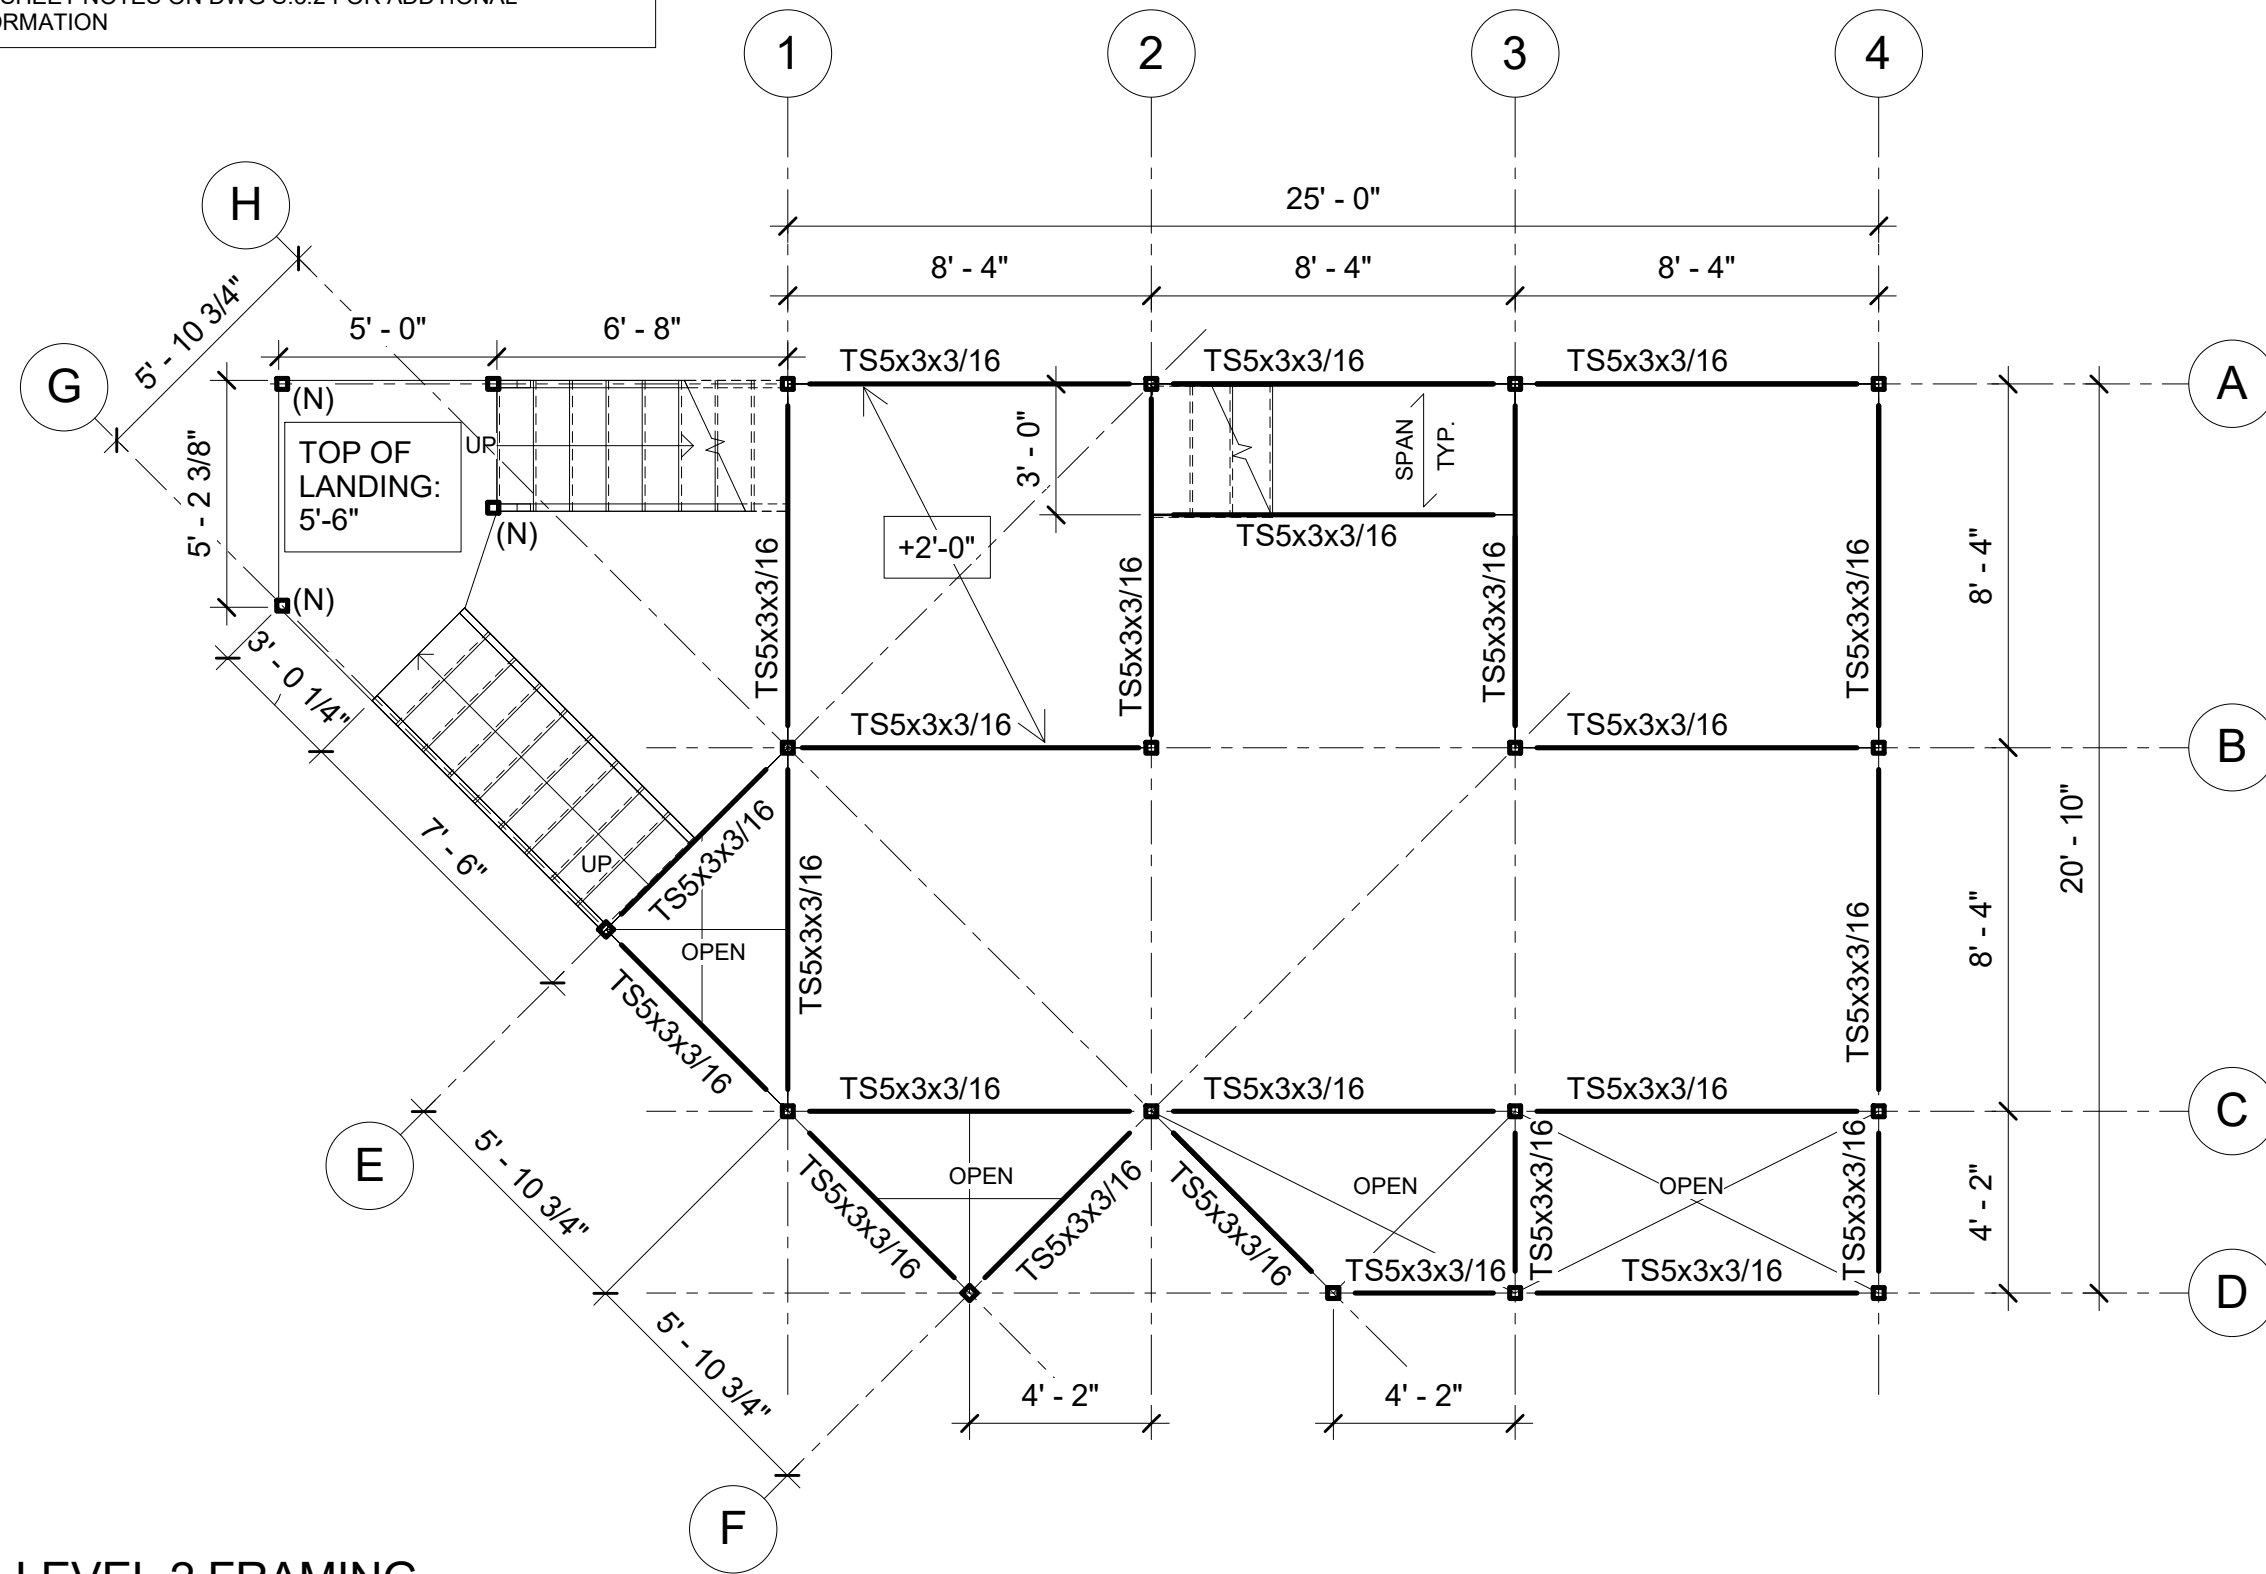 ORMATION
1
2
3
4
25' - 0"
H
8' - 4"
8' - 4"
8' - 4"
5' - 10 3/4"
5' - 0"
6' - 8"
G
TS5x3x3/16
TS5x3x3/16
TS5x3x3/16
A
(N)
UP
TOP OF
LANDING:
5'-6"
5' - 2 3/8"
3' - 0"
SPAN
TYP.
(N)
+2'-0"
TS5x3x3/16
8' - 4"
(N)
TS5x3x3/16
TS5x3x3/16
TS5x3x3/16
TS5x3x3/16
3' - 0 1/4"
TS5x3x3/16
TS5x3x3/16
B
7' - 6"
UP
TS5x3x3/16
TS5x3x3/16
20' - 10"
OPEN
TS5x3x3/16
8' - 4"
TS5x3x3/16
TS5x3x3/16
TS5x3x3/16
TS5x3x3/16
C
E
5' - 10 3/4"
TS5x3x3/16
OPEN
TS5x3x3/16
TS5x3x3/16
OPEN
TS5x3x3/16
OPEN
TS5x3x3/16
4' - 2"
TS5x3x3/16
TS5x3x3/16
D
5' - 10 3/4"
4' - 2"
4' - 2"
F
LEVEL 2 FRAMING